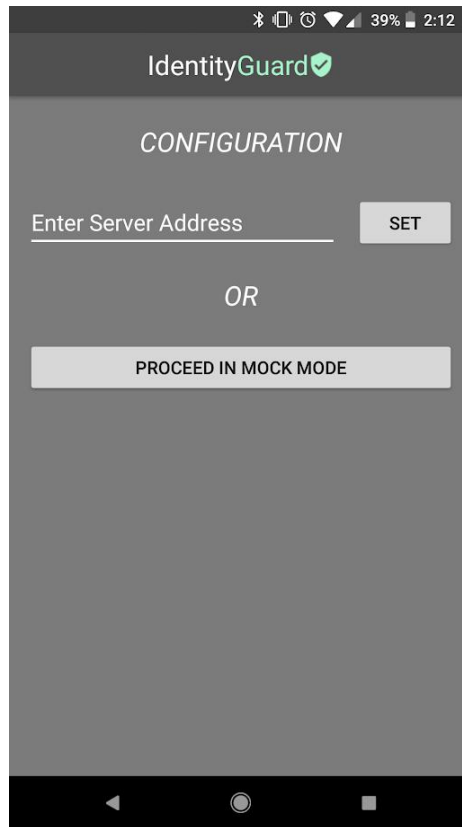 39% 2:12
IdentityGuard
CONFIGURATION
Enter Server Address SET
OR
PROCEED IN MOCK MODE